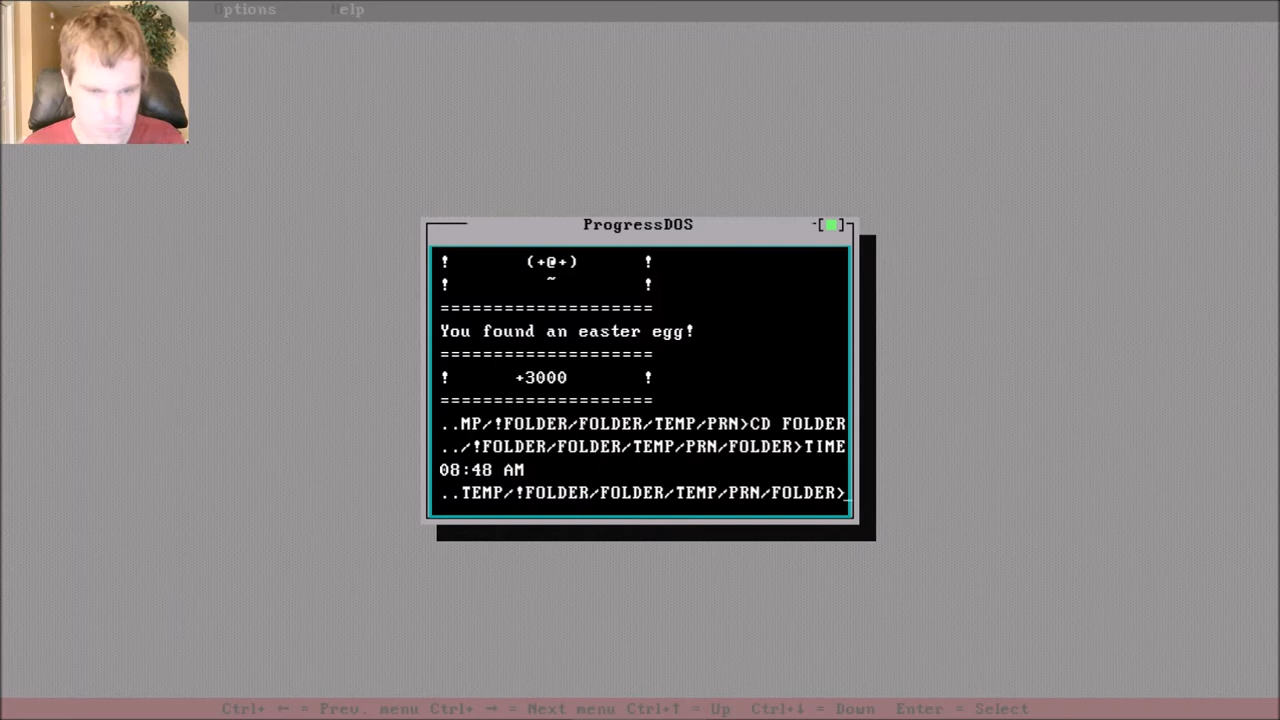 Options Help
ProgressDOS
[■]
! (+@+) !
! ~ !
====================
You found an easter egg!
====================
! +3000 !
====================
..MP/!FOLDER/FOLDER/TEMP/PRN>CD FOLDER
../!FOLDER/FOLDER/TEMP/PRN/FOLDER>TIME
08:48 AM
..TEMP/!FOLDER/FOLDER/TEMP/PRN/FOLDER>_
Ctrl+ ← = Prev. menu Ctrl+ → = Next menu Ctrl+↑ = Up Ctrl+↓ = Down Enter = Select